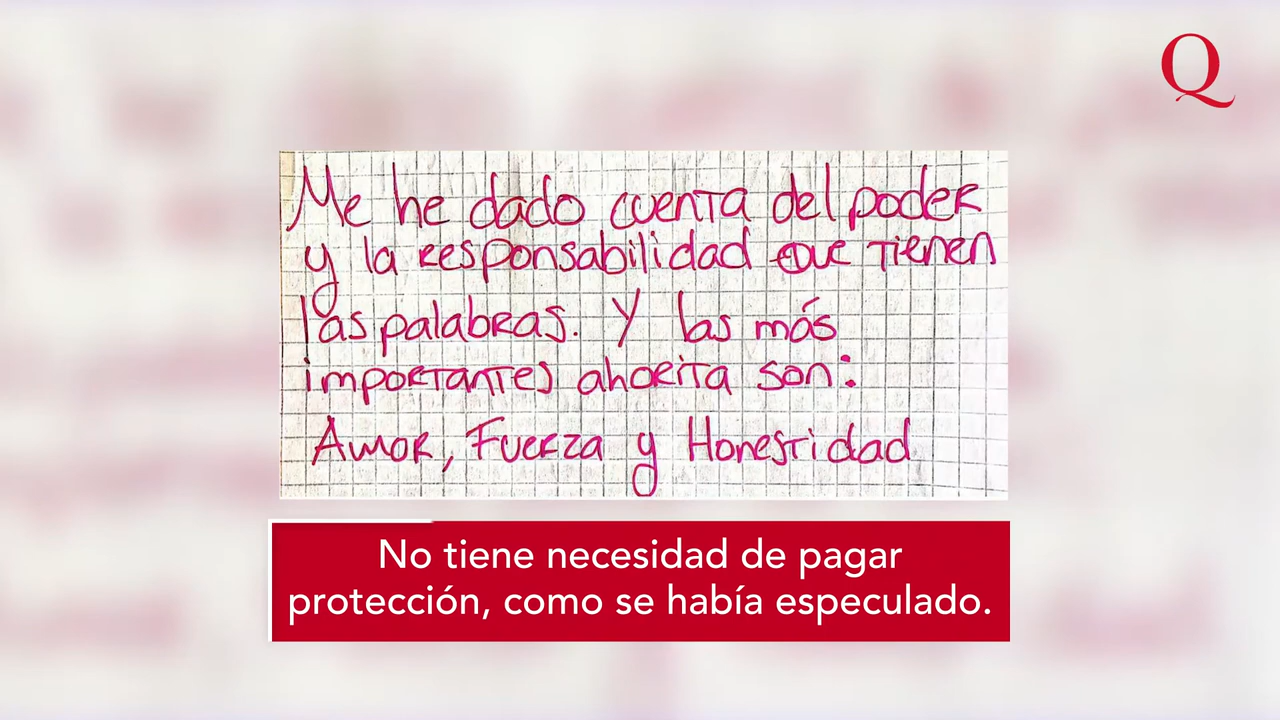 Q
Me he dado cuenta del poder
y la responsabilidad que tienen
las palabras. Y las más
importantes ahorita son:
Amor, Fuerza y Honestidad
No tiene necesidad de pagar
protección, como se había especulado.